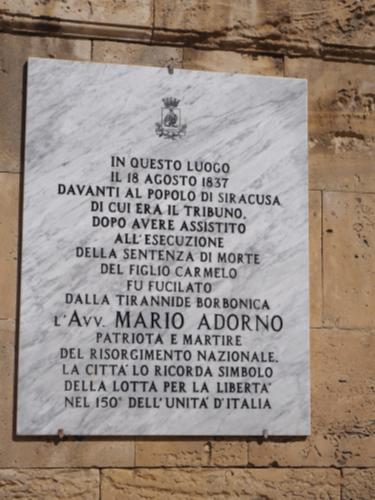 IN QUESTO LUOGO
IL 18 AGOSTO 1837
DAVANTI AL POPOLO DI SIRACUSA
DI CUI ERA IL TRIBUNO,
DOPO AVERE ASSISTITO
ALL'ESECUZIONE
DELLA SENTENZA DI MORTE
DEL FIGLIO CARMELO
FU FUCILATO
DALLA TIRANNIDE BORBONICA
L'AVV. MARIO ADORNO
PATRIOTA E MARTIRE
DEL RISORGIMENTO NAZIONALE.
LA CITTA' LO RICORDA SIMBOLO
DELLA LOTTA PER LA LIBERTA'
NEL 150° DELL'UNITA' D'ITALIA